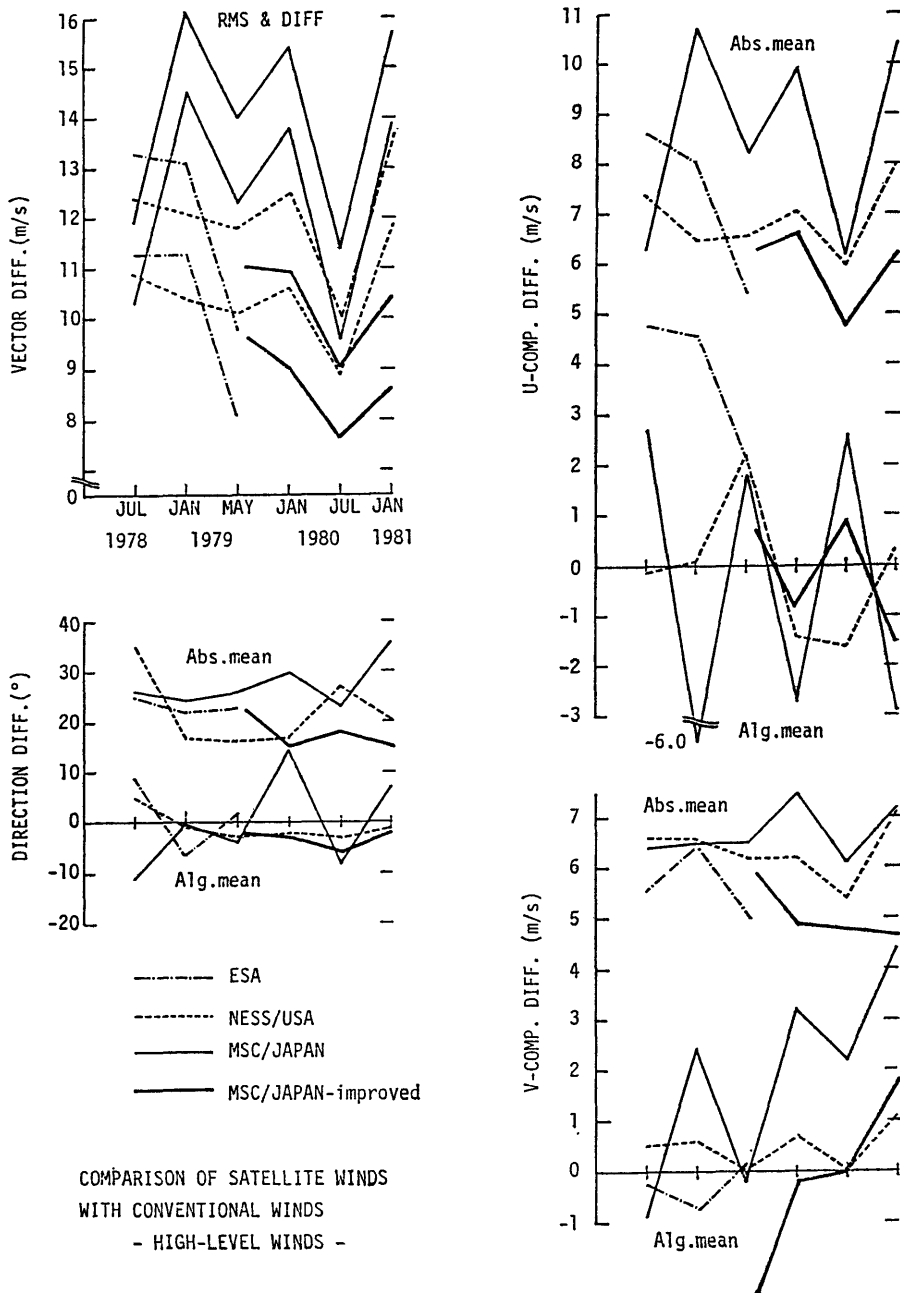 RMS & DIFF
16
15
14
13
12
11
10
9
8
0
VECTOR DIFF.(m/s)
JUL JAN MAY JAN JUL JAN
1978 1979 1980 1981
40
30
20
10
0
-10
-20
DIRECTION DIFF.(°)
Abs.mean
Alg.mean
ESA
NESS/USA
MSC/JAPAN
MSC/JAPAN-improved
COMPARISON OF SATELLITE WINDS
WITH CONVENTIONAL WINDS
- HIGH-LEVEL WINDS -
11
10
9
8
7
6
5
4
3
2
1
0
-1
-2
-3
-6.0
U-COMP. DIFF. (m/s)
Abs.mean
Alg.mean
7
6
5
4
3
2
1
0
-1
V-COMP. DIFF. (m/s)
Abs.mean
Alg.mean